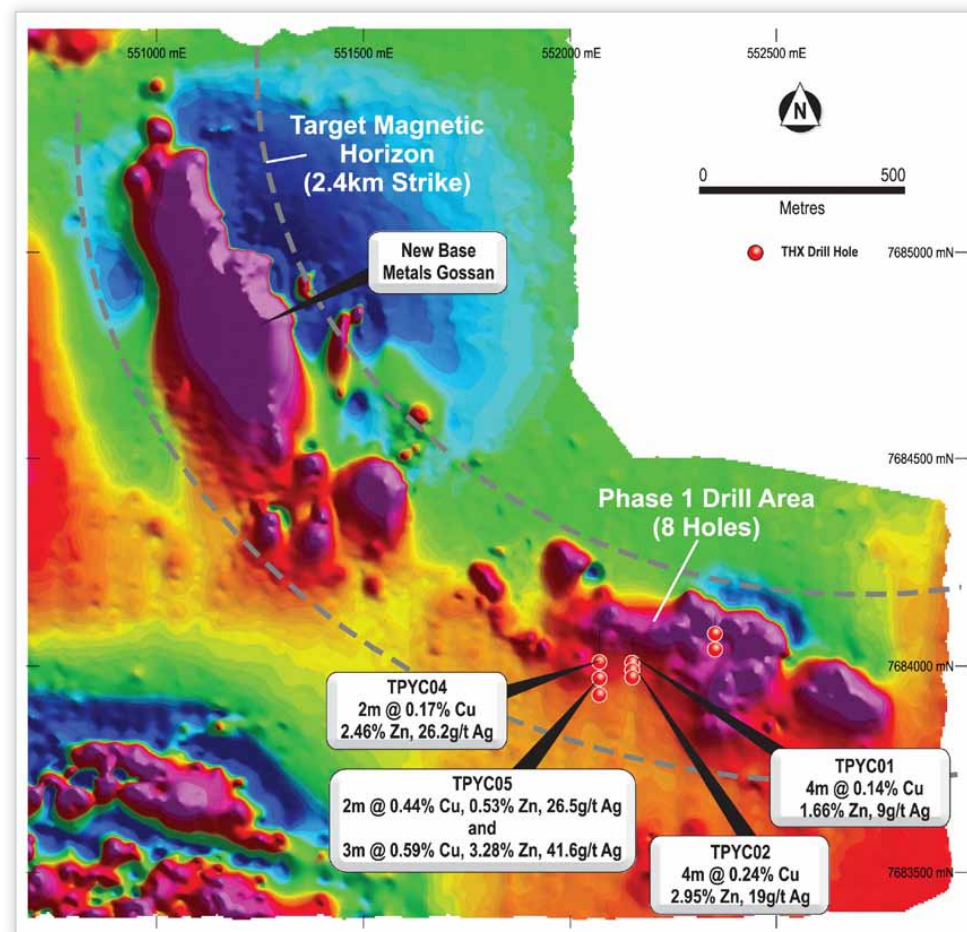 551000 mE
551500 mE
552000 mE
552500 mE
Target Magnetic
Horizon
(2.4km Strike)
N
0
500
Metres
THX Drill Hole
New Base
Metals Gossan
7685000 mN
7684500 mN
Phase 1 Drill Area
(8 Holes)
7684000 mN
TPYC04
2m @ 0.17% Cu
2.46% Zn, 26.2g/t Ag
TPYC05
2m @ 0.44% Cu, 0.53% Zn, 26.5g/t Ag
and
3m @ 0.59% Cu, 3.28% Zn, 41.6g/t Ag
TPYC01
4m @ 0.14% Cu
1.66% Zn, 9g/t Ag
TPYC02
4m @ 0.24% Cu
2.95% Zn, 19g/t Ag
7683500 mN